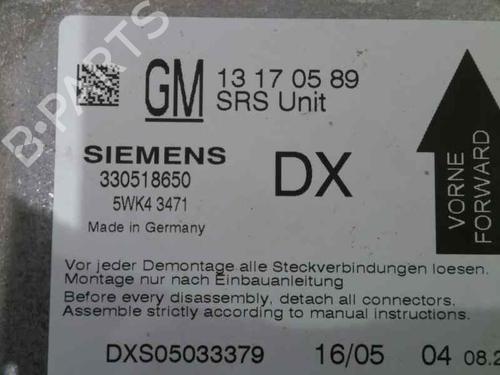 GM 13 17 05 89
SRS Unit
SIEMENS
330518650
5WK4 3471
Made in Germany
DX
VORNE
FORWARD
Vor jeder Demontage alle Steckverbindungen loesen.
Montage nur nach Einbauanleitung
Before every disassembly, detach all connectors.
Assemble strictly according to manual instructions.
DXS05033379 16/05 04 08.2
B-PARTS